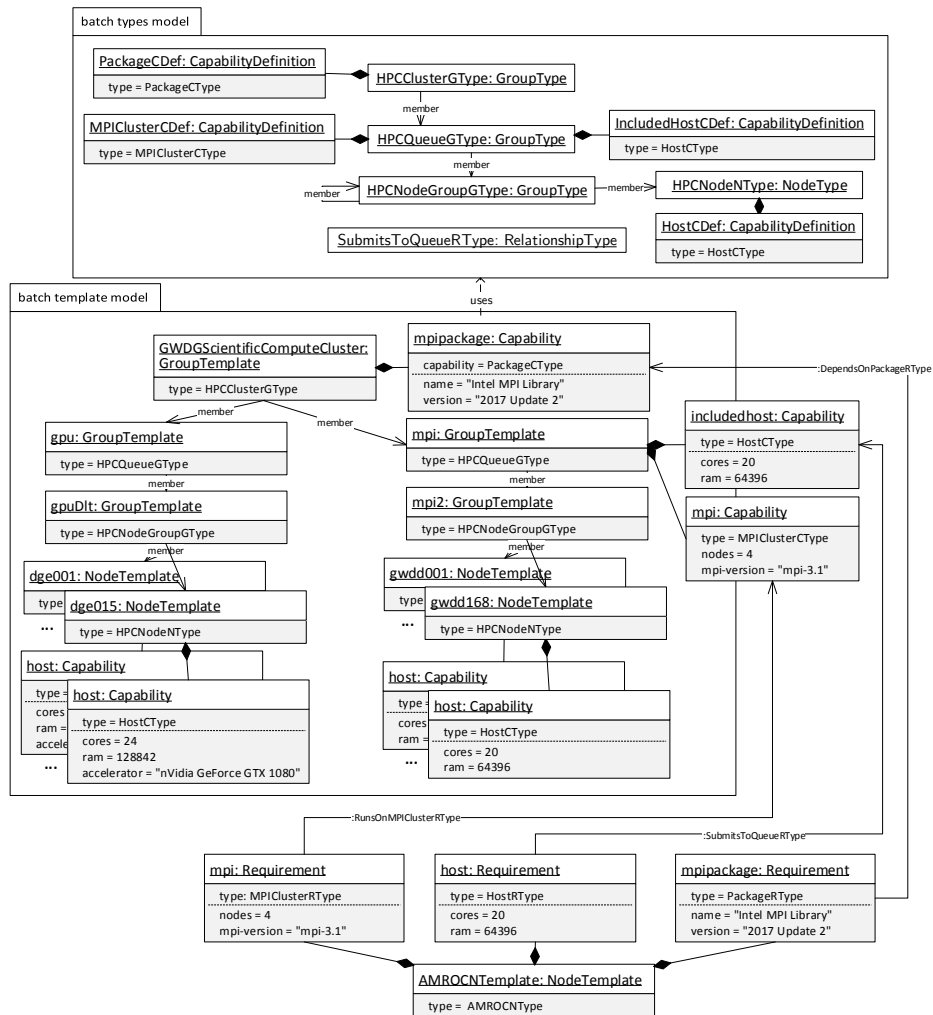 batch types model
PackageCDef: CapabilityDefinition
type = PackageCType
HPCClusterGType: GroupType
member
MPIClusterCDef: CapabilityDefinition
type = MPIClusterCType
HPCQueueGType: GroupType
IncludedHostCDef: CapabilityDefinition
type = HostCType
member
member
HPCNodeGroupGType: GroupType
member
HPCNodeNType: NodeType
HostCDef: CapabilityDefinition
type = HostCType
SubmitsToQueueRType: RelationshipType
batch template model
uses
GWDGScientificComputeCluster:
GroupTemplate
type = HPCClusterGType
mpipackage: Capability
capability = PackageCType
name = "Intel MPI Library"
version = "2017 Update 2"
:DependsOnPackageRType
member
member
gpu: GroupTemplate
type = HPCQueueGType
mpi: GroupTemplate
type = HPCQueueGType
includedhost: Capability
type = HostCType
cores = 20
ram = 64396
member
member
gpuDlt: GroupTemplate
type = HPCNodeGroupGType
mpi2: GroupTemplate
type = HPCNodeGroupGType
mpi: Capability
type = MPIClusterCType
nodes = 4
mpi-version = "mpi-3.1"
member
member
dge001: NodeTemplate
type
...
dge015: NodeTemplate
type = HPCNodeNType
gwdd001: NodeTemplate
type
...
gwdd168: NodeTemplate
type = HPCNodeNType
host: Capability
type =
cores
ram =
accele
...
host: Capability
type = HostCType
cores = 24
ram = 128842
accelerator = "nVidia GeForce GTX 1080"
host: Capability
type =
cores
ram =
...
host: Capability
type = HostCType
cores = 20
ram = 64396
:RunsOnMPIClusterRType
:SubmitsToQueueRType
mpi: Requirement
type: MPIClusterRType
nodes = 4
mpi-version = "mpi-3.1"
host: Requirement
type = HostRType
cores = 20
ram = 64396
mpipackage: Requirement
type = PackageRType
name = "Intel MPI Library"
version = "2017 Update 2"
AMROCNTemplate: NodeTemplate
type = AMROCNType